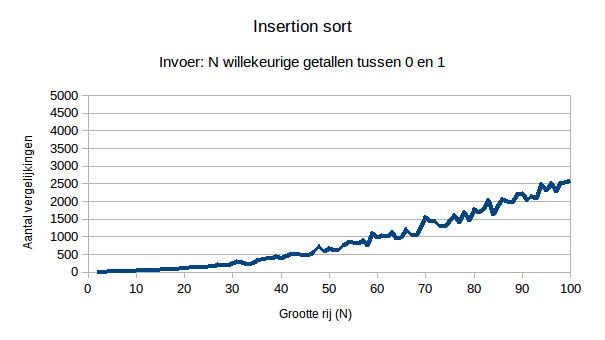 Insertion sort
Invoer: N willekeurige getallen tussen 0 en 1
Aantal vergelijkingen
5000
4500
4000
3500
3000
2500
2000
1500
1000
500
0
0 10 20 30 40 50 60 70 80 90 100
Grootte rij (N)